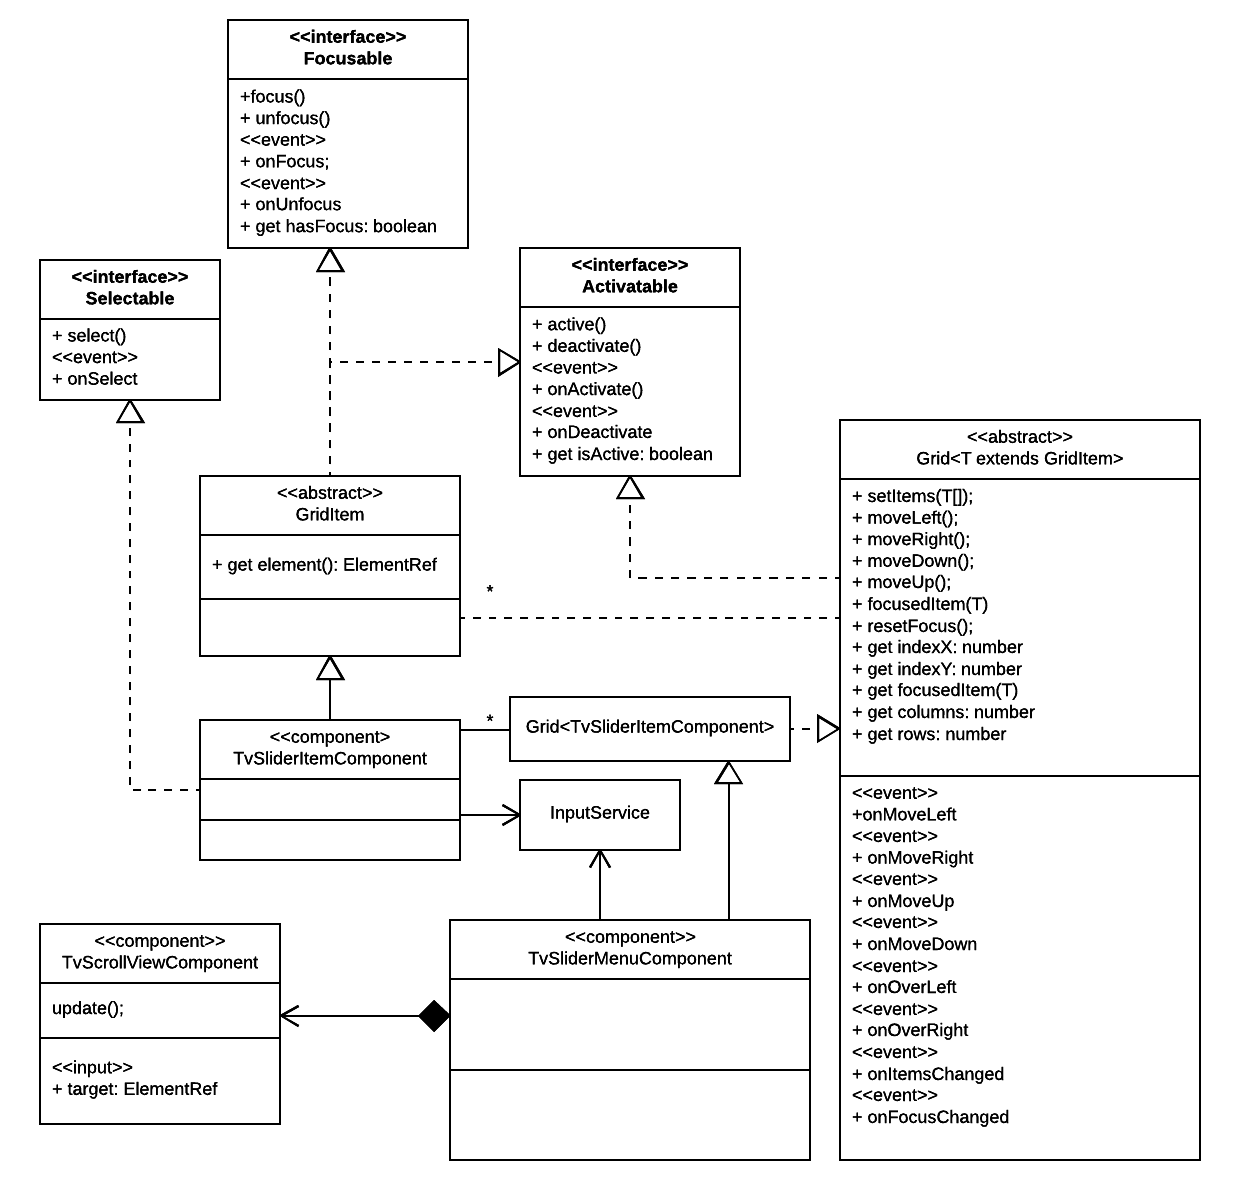 <<interface>>
Focusable
+focus()
+ unfocus()
<<event>>
+ onFocus;
<<event>>
+ onUnfocus
+ get hasFocus: boolean
<<interface>>
Selectable
+ select()
<<event>>
+ onSelect
<<interface>>
Activatable
+ active()
+ deactivate()
<<event>>
+ onActivate()
<<event>>
+ onDeactivate
+ get isActive: boolean
<<abstract>>
GridItem
+ get element(): ElementRef
*
<<abstract>>
Grid<T extends GridItem>
+ setItems(T[]);
+ moveLeft();
+ moveRight();
+ moveDown();
+ moveUp();
+ focusedItem(T)
+ resetFocus();
+ get indexX: number
+ get indexY: number
+ get focusedItem(T)
+ get columns: number
+ get rows: number
<<event>>
+onMoveLeft
<<event>>
+ onMoveRight
<<event>>
+ onMoveUp
<<event>>
+ onMoveDown
<<event>>
+ onOverLeft
<<event>>
+ onOverRight
<<event>>
+ onItemsChanged
<<event>>
+ onFocusChanged
<<component>
TvSliderItemComponent
*
Grid<TvSliderItemComponent>
InputService
<<component>>
TvScrollViewComponent
update();
<<input>>
+ target: ElementRef
<<component>>
TvSliderMenuComponent